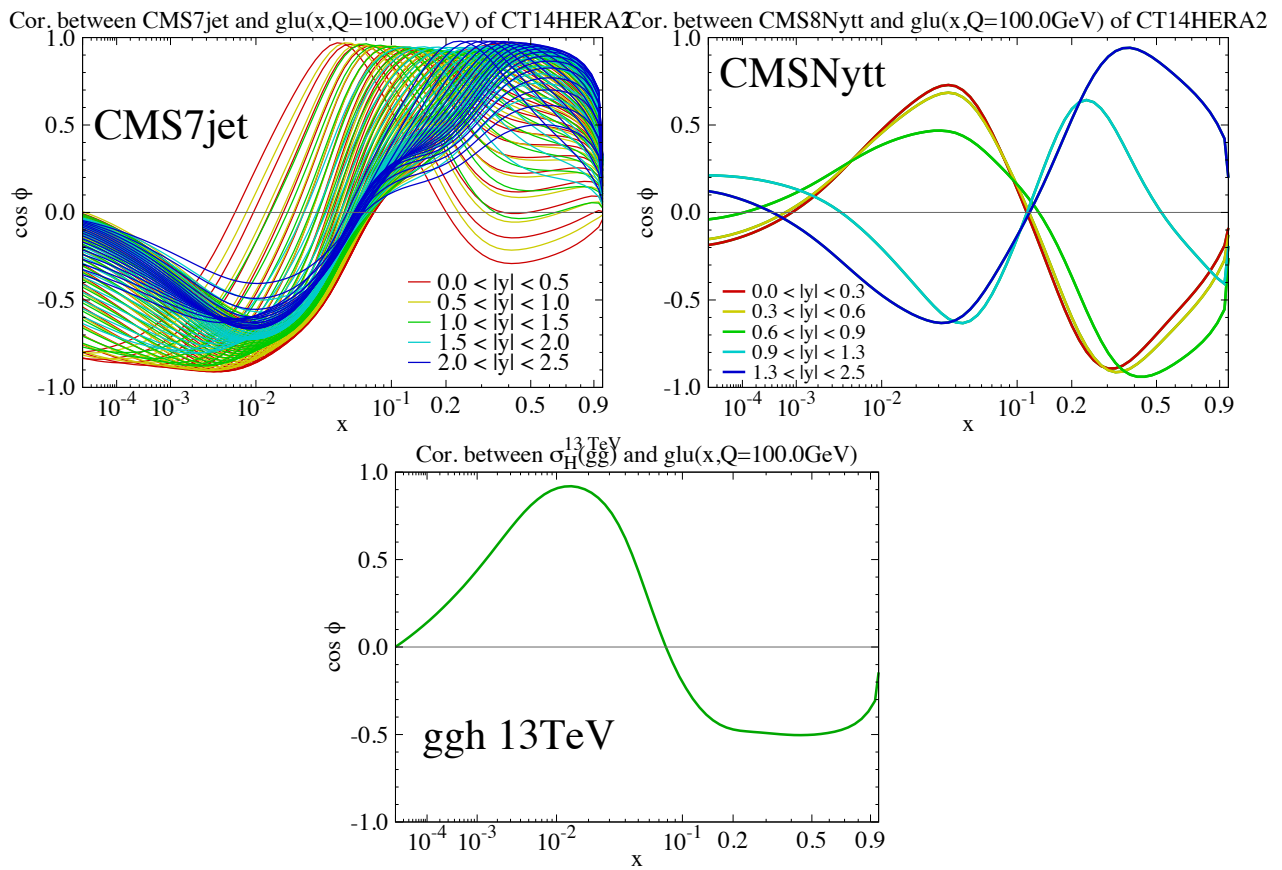 Cor. between CMS7jet and glu(x,Q=100.0GeV) of CT14HERA2
1.0
0.5
0.0
-0.5
-1.0
cos ϕ
CMS7jet
0.0 < |y| < 0.5
0.5 < |y| < 1.0
1.0 < |y| < 1.5
1.5 < |y| < 2.0
2.0 < |y| < 2.5
10⁻⁴ 10⁻³ 10⁻² 10⁻¹ 0.2 0.5 0.9
x
Cor. between CMS8Nytt and glu(x,Q=100.0GeV) of CT14HERA2
1.0
0.5
0.0
-0.5
-1.0
cos ϕ
CMSNytt
0.0 < |y| < 0.3
0.3 < |y| < 0.6
0.6 < |y| < 0.9
0.9 < |y| < 1.3
1.3 < |y| < 2.5
10⁻⁴ 10⁻³ 10⁻² 10⁻¹ 0.2 0.5 0.9
x
Cor. between σ_H^{13 TeV}(gg) and glu(x,Q=100.0GeV)
1.0
0.5
0.0
-0.5
-1.0
cos ϕ
ggh 13TeV
10⁻⁴ 10⁻³ 10⁻² 10⁻¹ 0.2 0.5 0.9
x